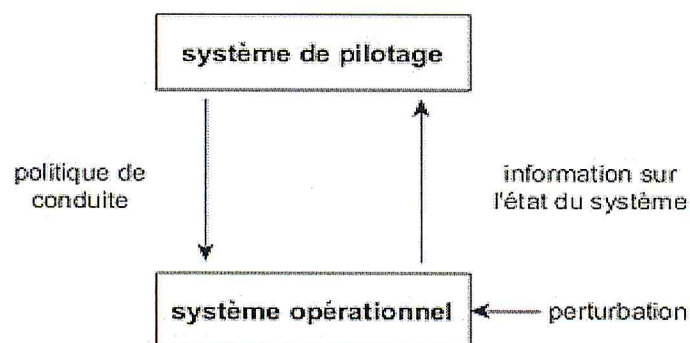 système de pilotage
politique de
conduite
information sur
l'état du système
système opérationnel
perturbation